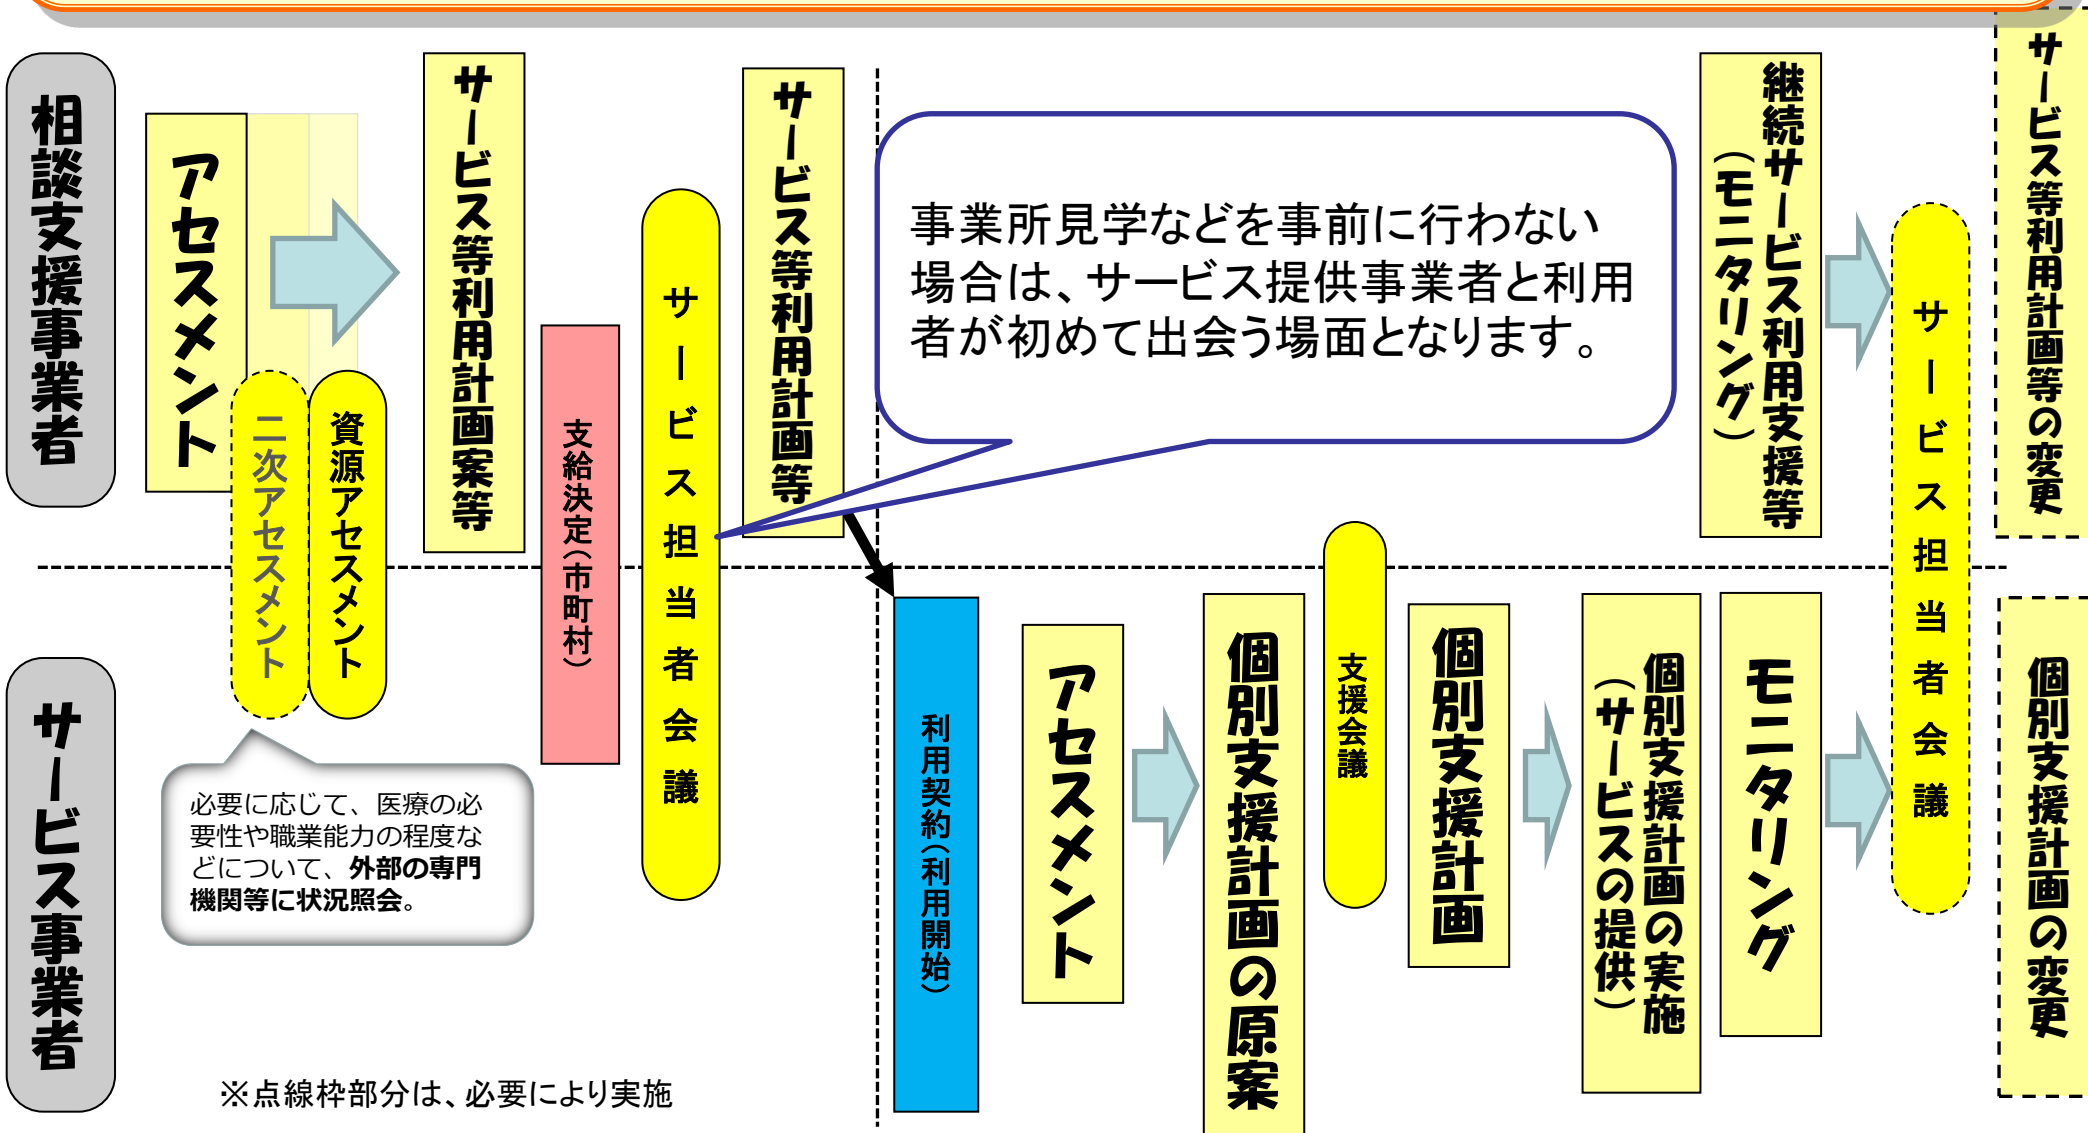 相談支援事業者
アセスメント
二次アセスメント
資源アセスメント
サービス等利用計画案等
支給決定(市町村)
サービス担当者会議
サービス等利用計画等
事業所見学などを事前に行わない
場合は、サービス提供事業者と利用
者が初めて出会う場面となります。
継続サービス利用支援等
(モニタリング)
サービス担当者会議
サービス等利用計画等の変更
サービス事業者
必要に応じて、医療の必
要性や職業能力の程度な
どについて、外部の専門
機関等に状況照会。
利用契約(利用開始)
アセスメント
個別支援計画の原案
支援会議
個別支援計画
個別支援計画の実施
(サービスの提供)
モニタリング
個別支援計画の変更
※点線枠部分は、必要により実施